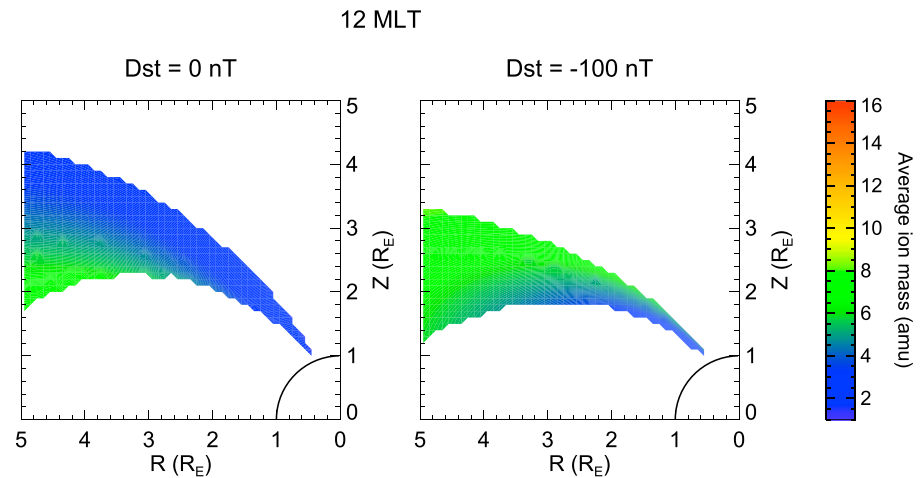 12 MLT
Dst = 0 nT
Dst = -100 nT
5
4
3
2
1
0
Z (R_E)
5 4 3 2 1 0
R (R_E)
5
4
3
2
1
0
Z (R_E)
5 4 3 2 1 0
R (R_E)
16
14
12
10
8
6
4
2
Average ion mass (amu)